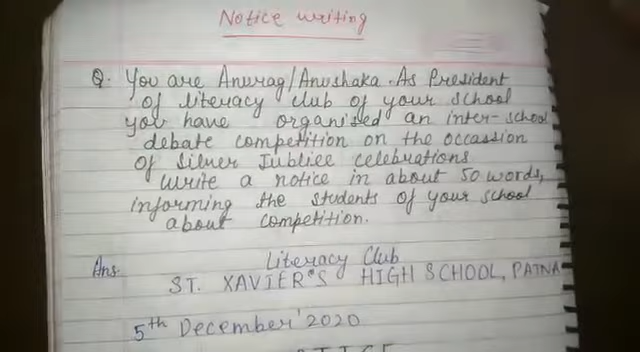 Notice writing
Q. You are Anurag/Anushaka. As President
of literacy club of your school
you have organised an inter-school
debate competition on the occassion
of Silver Jubliee celebrations
Write a notice in about 50 words,
informing the students of your school
about competition.
Ans. Literacy Club
ST. XAVIER'S HIGH SCHOOL, PATNA
5th December'2020